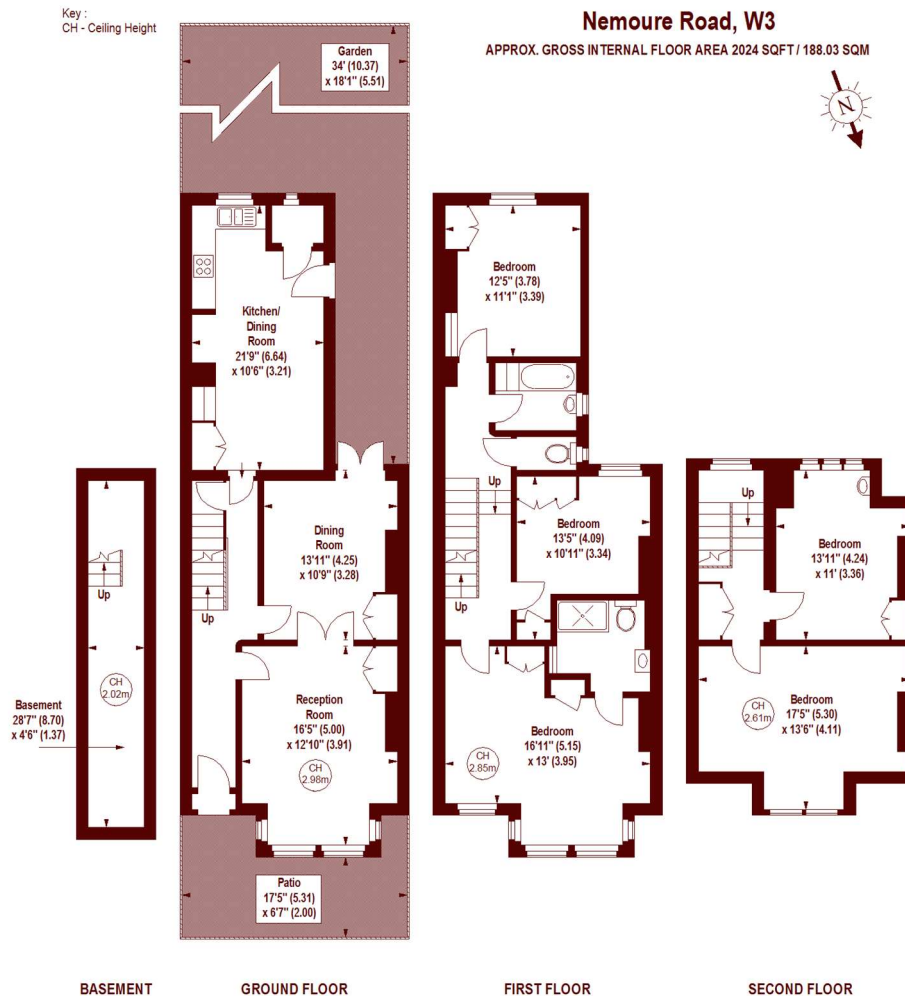 Key :
CH - Ceiling Height
Nemoure Road, W3
APPROX. GROSS INTERNAL FLOOR AREA 2024 SQFT / 188.03 SQM
N
Garden
34' (10.37)
x 18'1" (5.51)
Kitchen/
Dining
Room
21'9" (6.64)
x 10'6" (3.21)
Up
Dining
Room
13'11" (4.25)
x 10'9" (3.28)
Reception
Room
16'5" (5.00)
x 12'10" (3.91)
CH
2.98m
Patio
17'5" (5.31)
x 6'7" (2.00)
Up
CH
2.02m
Basement
28'7" (8.70)
x 4'6" (1.37)
Bedroom
12'5" (3.78)
x 11'1" (3.39)
Up
Bedroom
13'5" (4.09)
x 10'11" (3.34)
Up
Bedroom
16'11" (5.15)
x 13' (3.95)
CH
2.85m
Up
Bedroom
13'11" (4.24)
x 11' (3.36)
Bedroom
17'5" (5.30)
x 13'6" (4.11)
CH
2.61m
BASEMENT
GROUND FLOOR
FIRST FLOOR
SECOND FLOOR